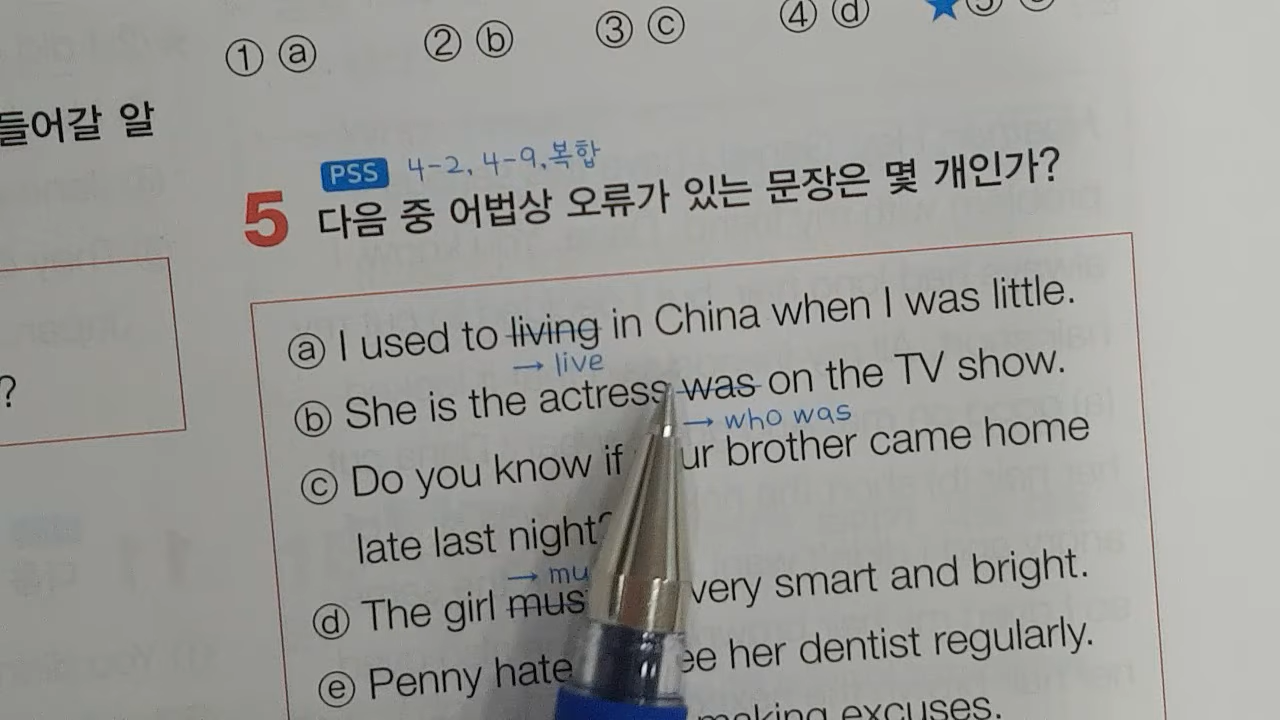 ① ⓐ ② ⓑ ③ ⓒ ④ ⓓ
들어갈 알
PSS 4-2, 4-9, 복합
5 다음 중 어법상 오류가 있는 문장은 몇 개인가?
?
ⓐ I used to living in China when I was little.
→ live
ⓑ She is the actress was on the TV show.
→ who was
ⓒ Do you know if ur brother came home
late last night?
→ mu
ⓓ The girl mus very smart and bright.
ⓔ Penny hate ee her dentist regularly.
making excuses.